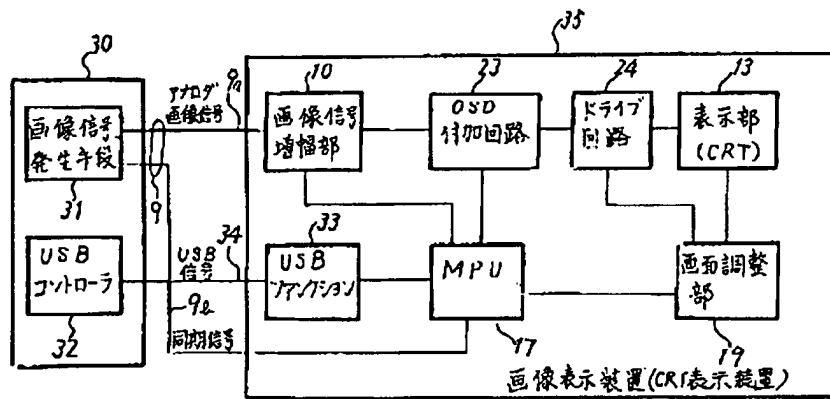 35
30
10
23
24
13
アナログ
画像信号
9a
画像信号
発生手段
31
9
画像信号
増幅部
OSD
付加回路
ドライブ
回路
表示部
(CRT)
34
33
USB
コントローラ
32
USB
信号
9b
同期信号
USB
ファンクション
MPU
17
画面調整
部
19
画像表示装置(CRT表示装置)